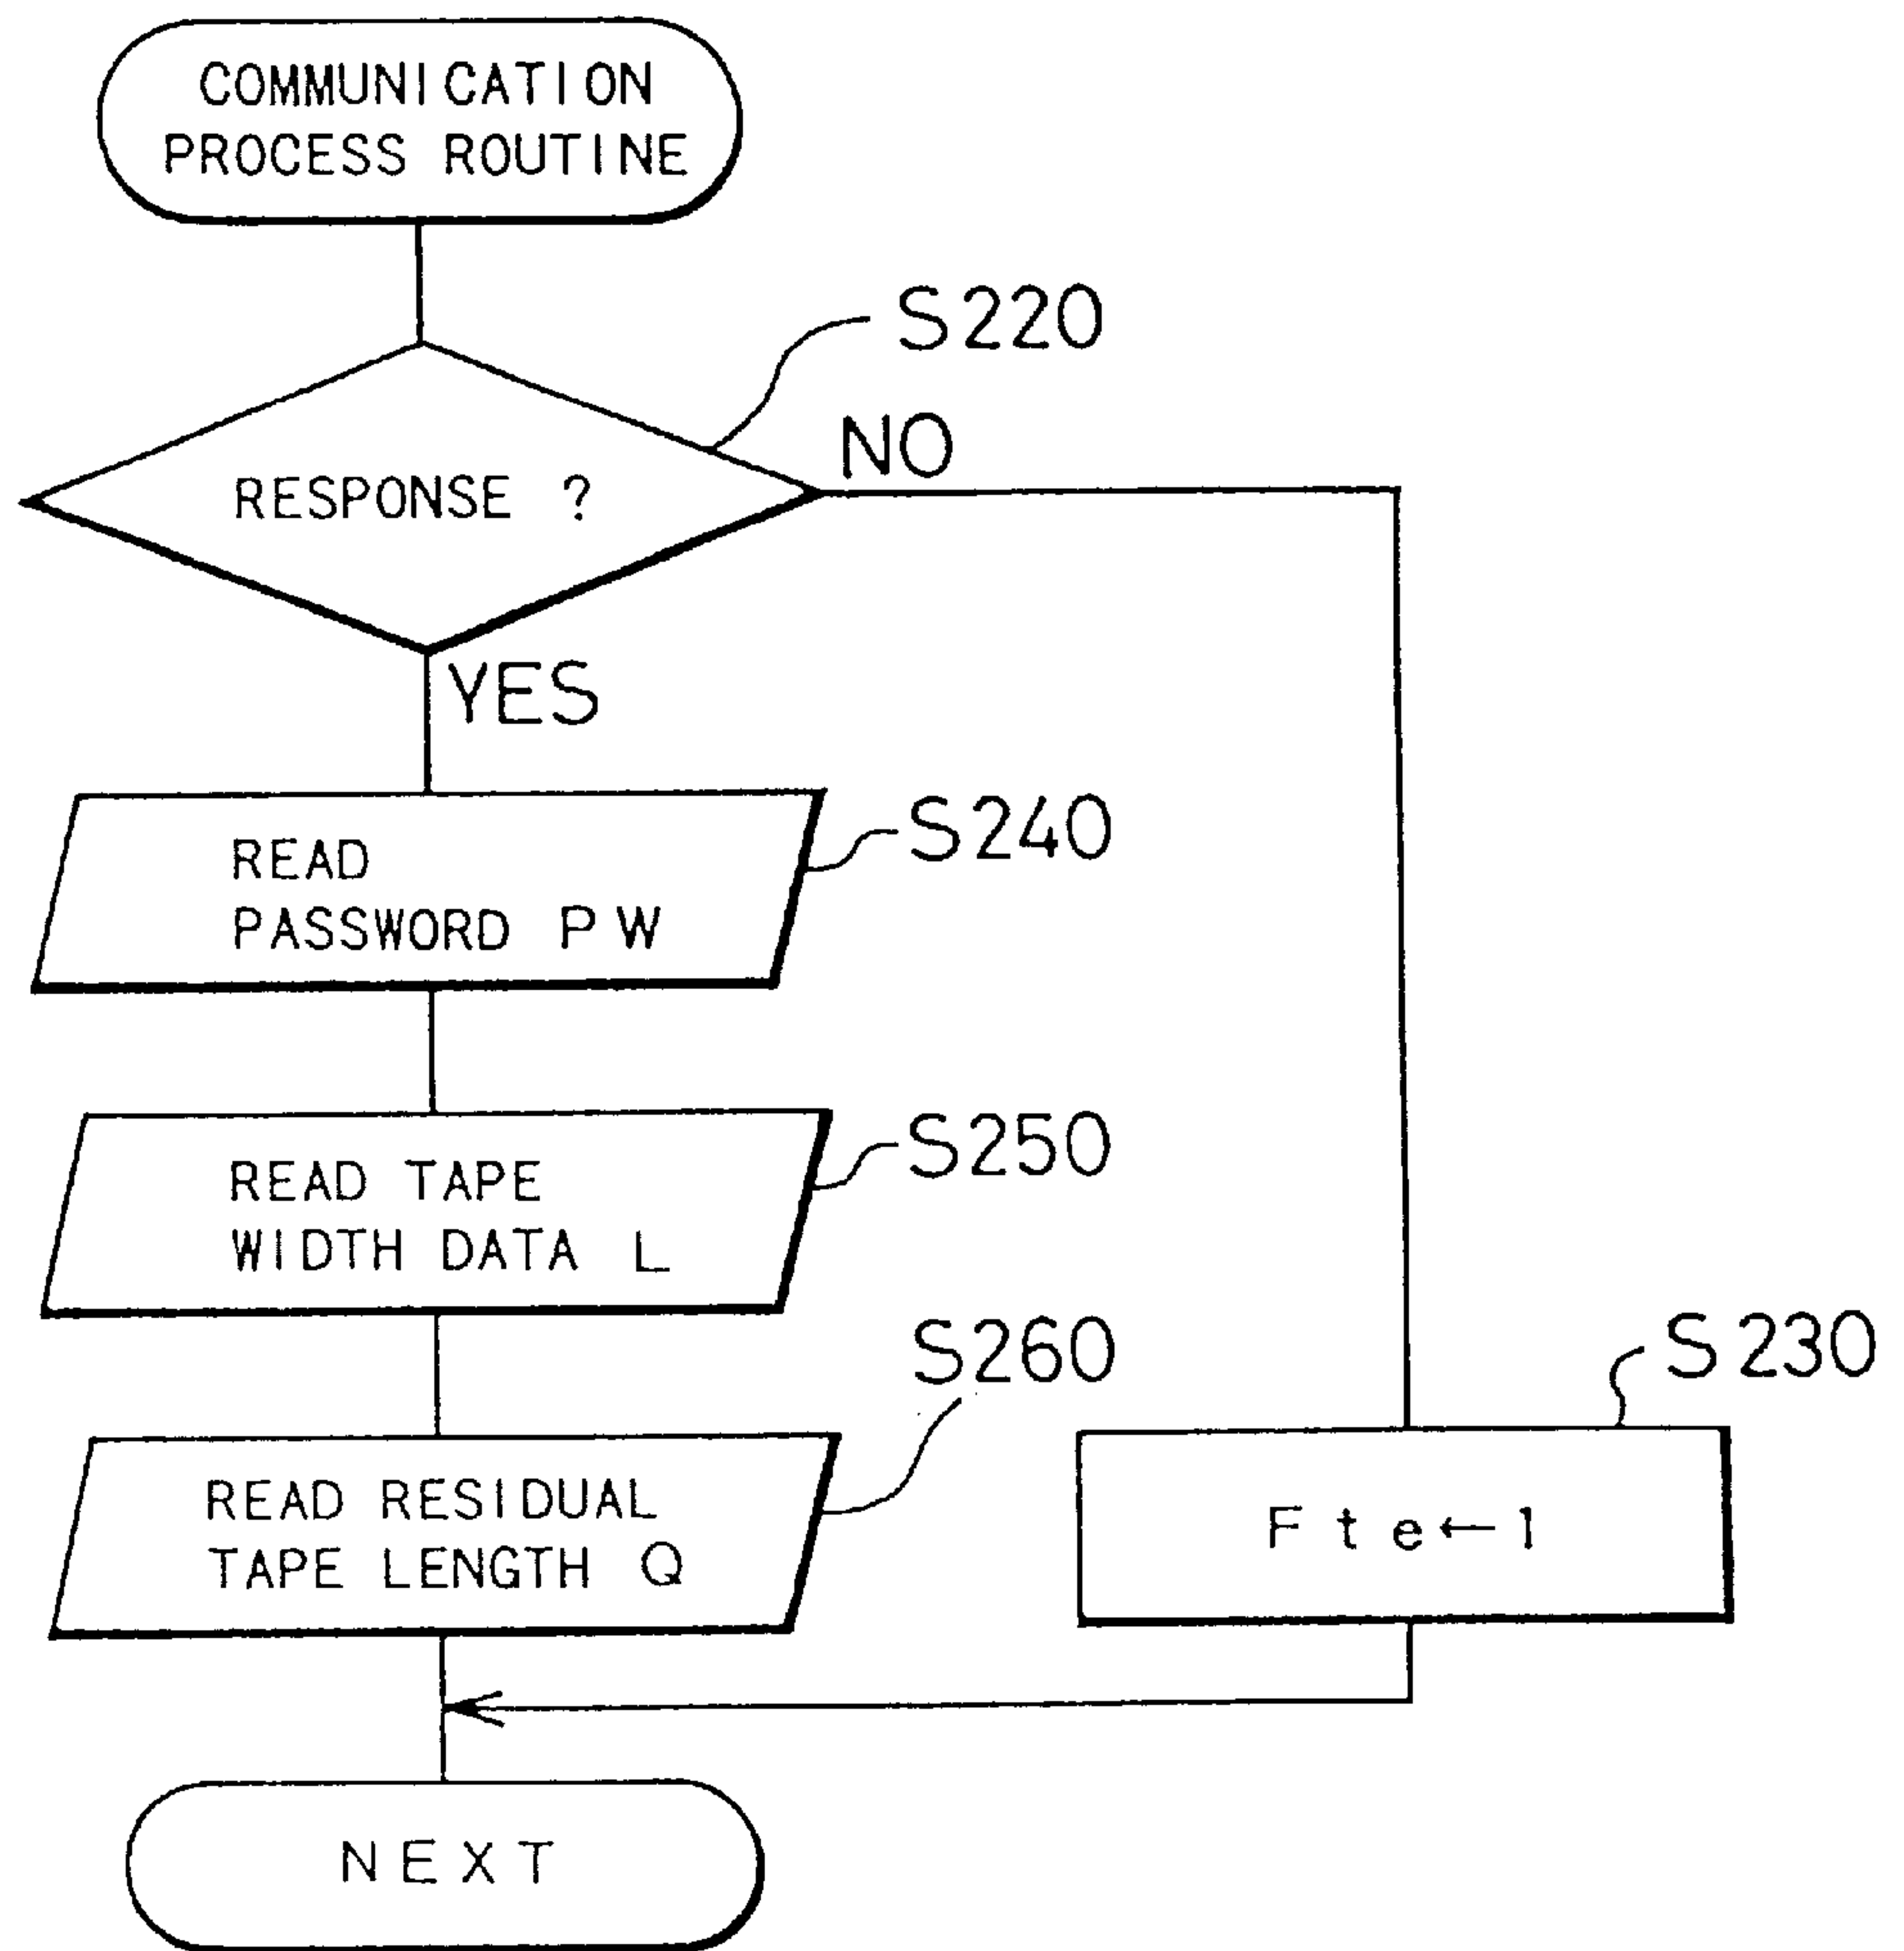 COMMUNICATION
PROCESS ROUTINE
S220
RESPONSE ?
NO
YES
S240
READ
PASSWORD PW
S250
READ TAPE
WIDTH DATA L
S260
READ RESIDUAL
TAPE LENGTH Q
S230
Fte←1
NEXT